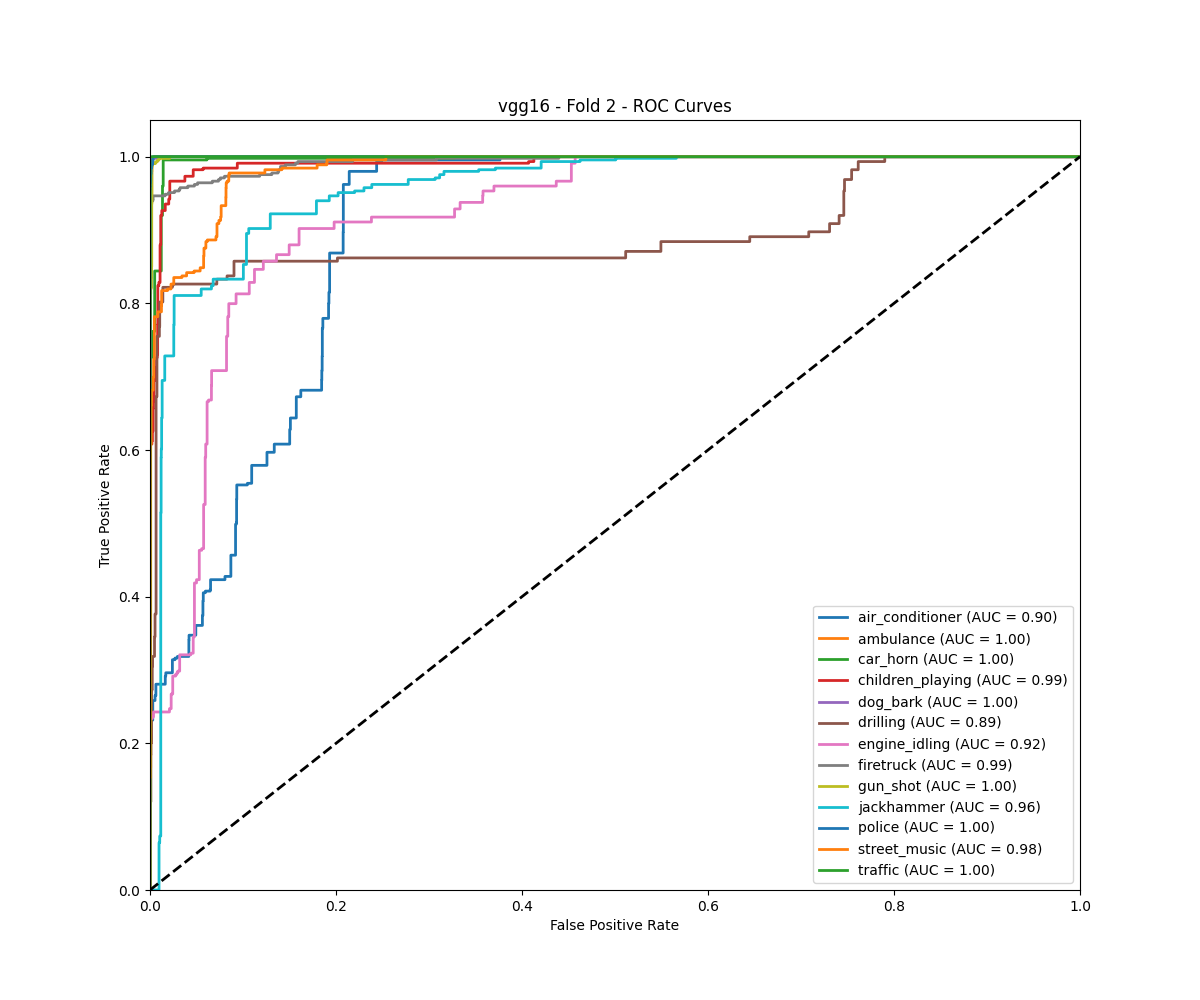 vgg16 - Fold 2 - ROC Curves
1.0
0.8
0.6
0.4
0.2
0.0
True Positive Rate
air_conditioner (AUC = 0.90)
ambulance (AUC = 1.00)
car_horn (AUC = 1.00)
children_playing (AUC = 0.99)
dog_bark (AUC = 1.00)
drilling (AUC = 0.89)
engine_idling (AUC = 0.92)
firetruck (AUC = 0.99)
gun_shot (AUC = 1.00)
jackhammer (AUC = 0.96)
police (AUC = 1.00)
street_music (AUC = 0.98)
traffic (AUC = 1.00)
0.0 0.2 0.4 0.6 0.8 1.0
False Positive Rate